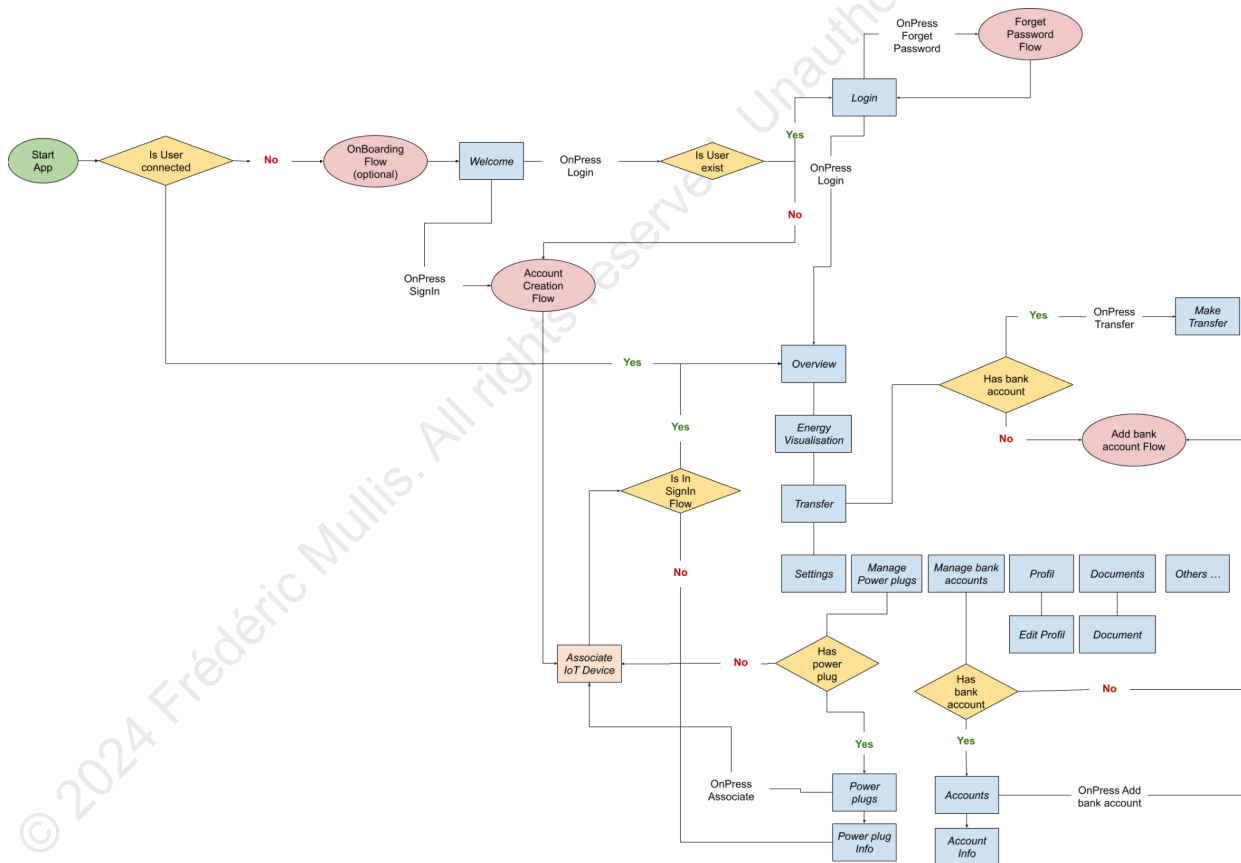 OnPress
Forget
Password
Forget
Password
Flow
Login
Yes
Start
App
Is User
connected
No
OnBoarding
Flow
(optional)
Welcome
OnPress
Login
Is User
exist
OnPress
Login
No
OnPress
SignIn
Account
Creation
Flow
Yes
OnPress
Transfer
Make
Transfer
Yes
Overview
Has bank
account
Yes
Energy
Visualisation
No
Add bank
account Flow
Is In
SignIn
Flow
Transfer
No
Settings
Manage
Power plugs
Manage bank
accounts
Profil
Documents
Others ...
Edit Profil
Document
Associate
IoT Device
No
Has
power
plug
Has
bank
account
No
Yes
Yes
OnPress
Associate
Power
plugs
Accounts
OnPress Add
bank account
Power plug
Info
Account
Info
© 2024 Frédéric Mullis. All rights reserved. Unautho